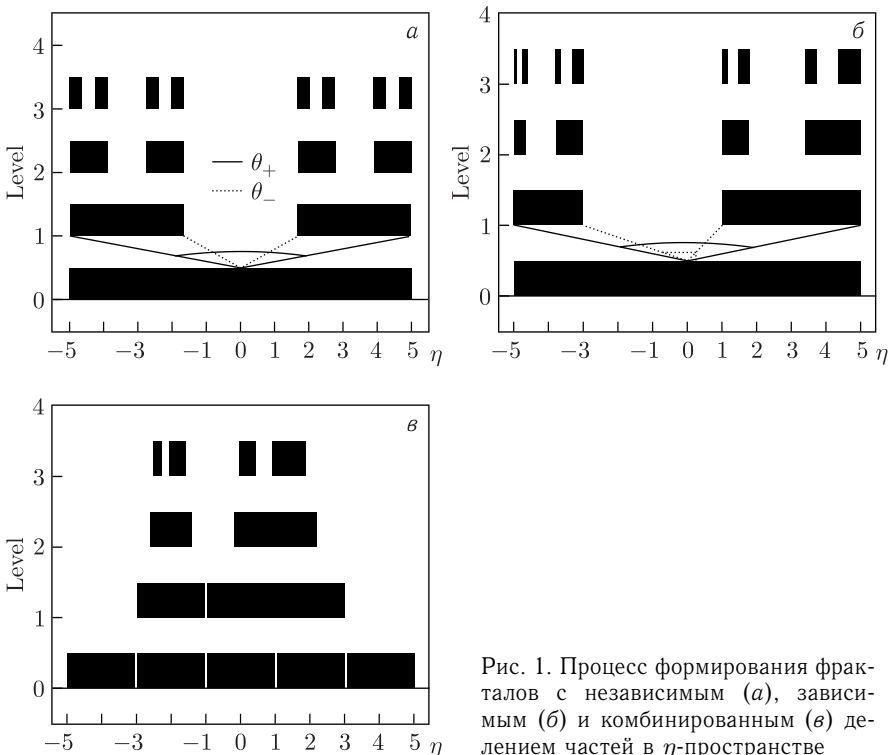 а
4
3
2
1
0
Level
θ+
θ−
−5 −3 −1 0 1 2 3 4 5 η
б
4
3
2
1
0
Level
−5 −3 −1 0 1 2 3 4 5 η
в
4
3
2
1
0
Level
−5 −3 −1 0 1 2 3 4 5 η
Рис. 1. Процесс формирования фрак-
талов с независимым (а), зависи-
мым (б) и комбинированным (в) де-
лением частей в η-пространстве